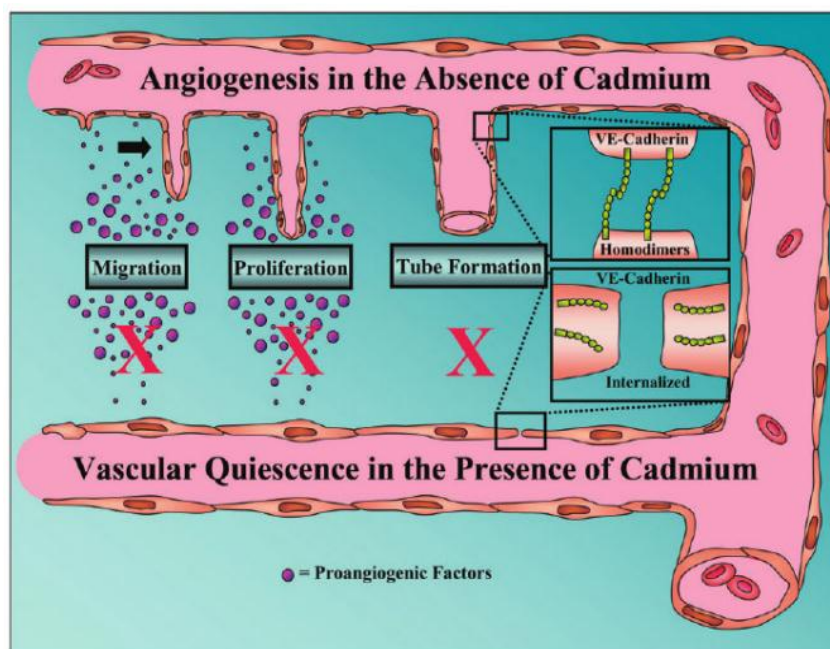 Angiogenesis in the Absence of Cadmium
VE-Cadherin
Homodimers
Migration
Proliferation
Tube Formation
VE-Cadherin
Internalized
X
X
X
Vascular Quiescence in the Presence of Cadmium
= Proangiogenic Factors